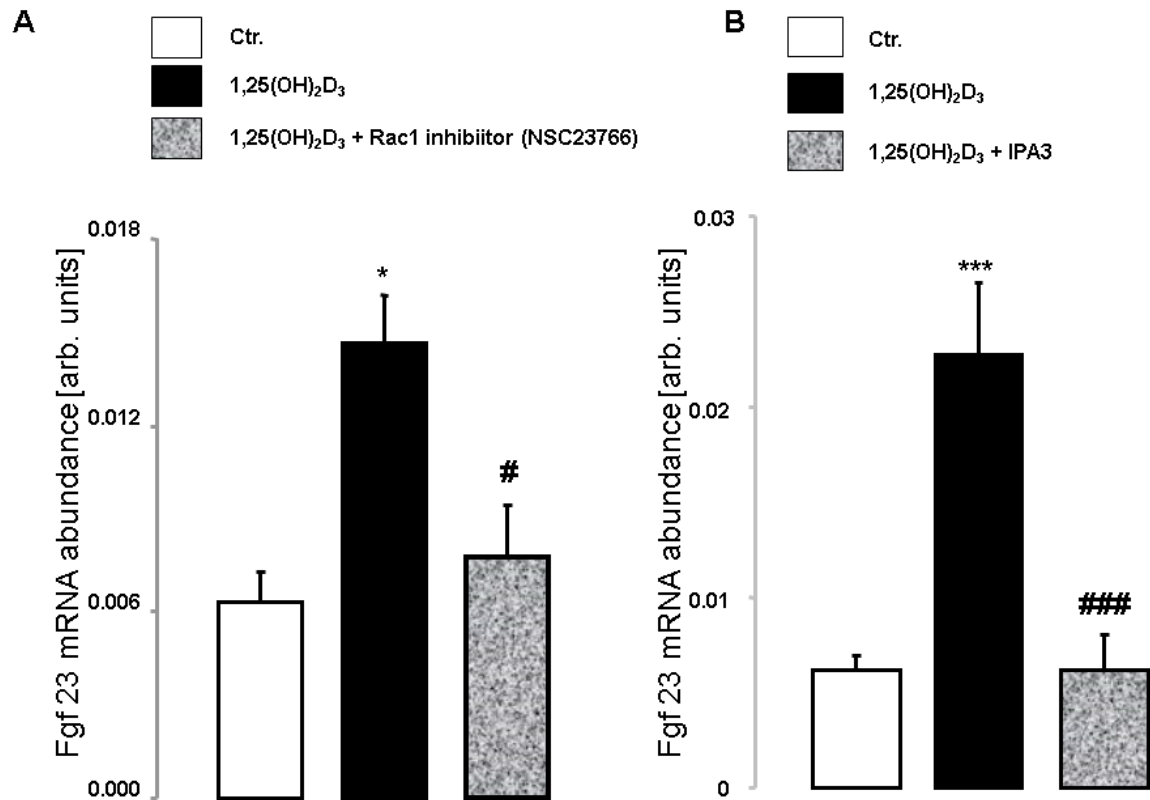 A
Ctr.
1,25(OH)₂D₃
1,25(OH)₂D₃ + Rac1 inhibiitor (NSC23766)
Fgf 23 mRNA abundance [arb. units]
0.018
0.012
0.006
0.000
*
#
B
Ctr.
1,25(OH)₂D₃
1,25(OH)₂D₃ + IPA3
Fgf 23 mRNA abundance [arb. units]
0.03
0.02
0.01
0
***
###